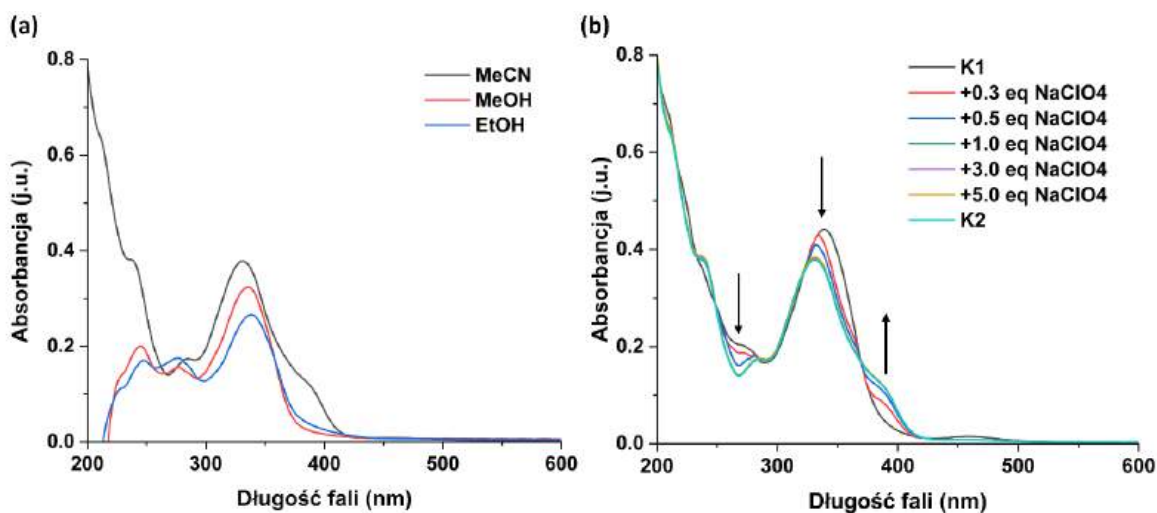 (a)
0.8
0.6
0.4
0.2
0.0
200
300
400
500
600
Absorbancja (j.u.)
Długość fali (nm)
MeCN
MeOH
EtOH
(b)
0.8
0.6
0.4
0.2
0.0
200
300
400
500
600
Absorbancja (j.u.)
Długość fali (nm)
K1
+0.3 eq NaClO4
+0.5 eq NaClO4
+1.0 eq NaClO4
+3.0 eq NaClO4
+5.0 eq NaClO4
K2